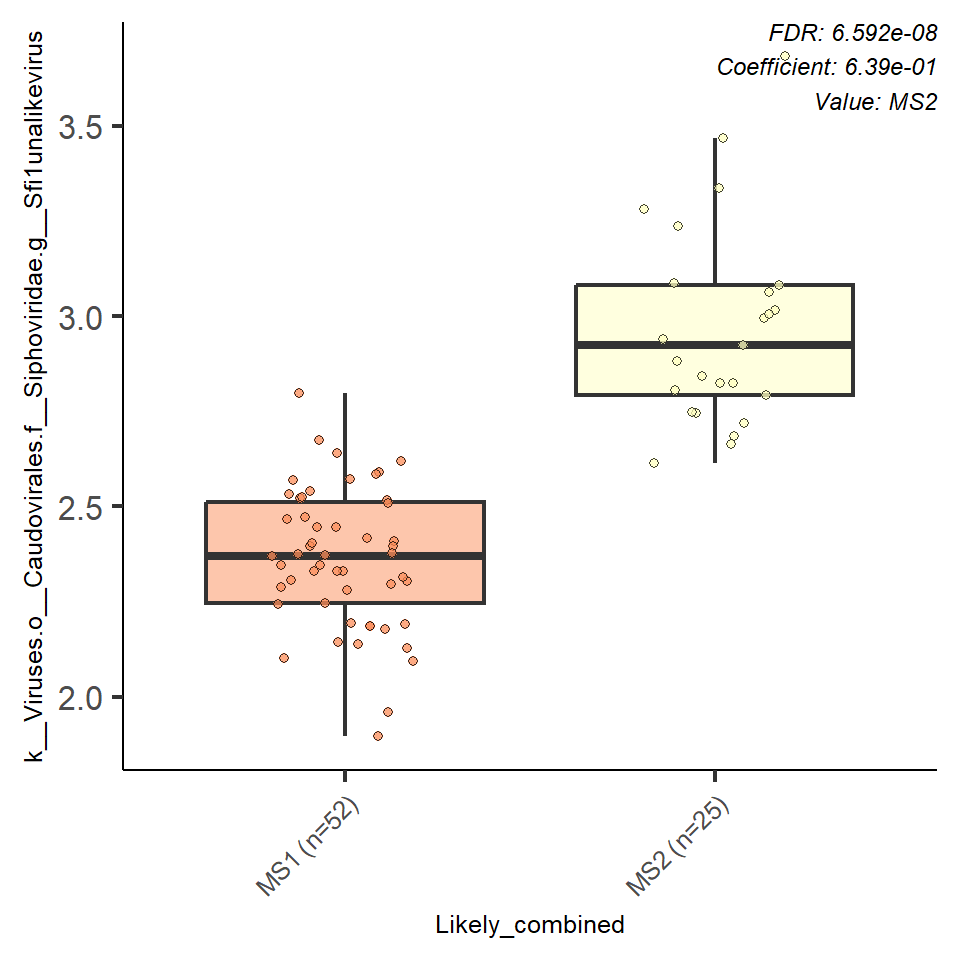 FDR: 6.592e-08
Coefficient: 6.39e-01
Value: MS2
k__Viruses.o__Caudovirales.f__Siphoviridae.g__Sfi1unalikevirus
3.5
3.0
2.5
2.0
MS1 (n=52)
MS2 (n=25)
Likely_combined